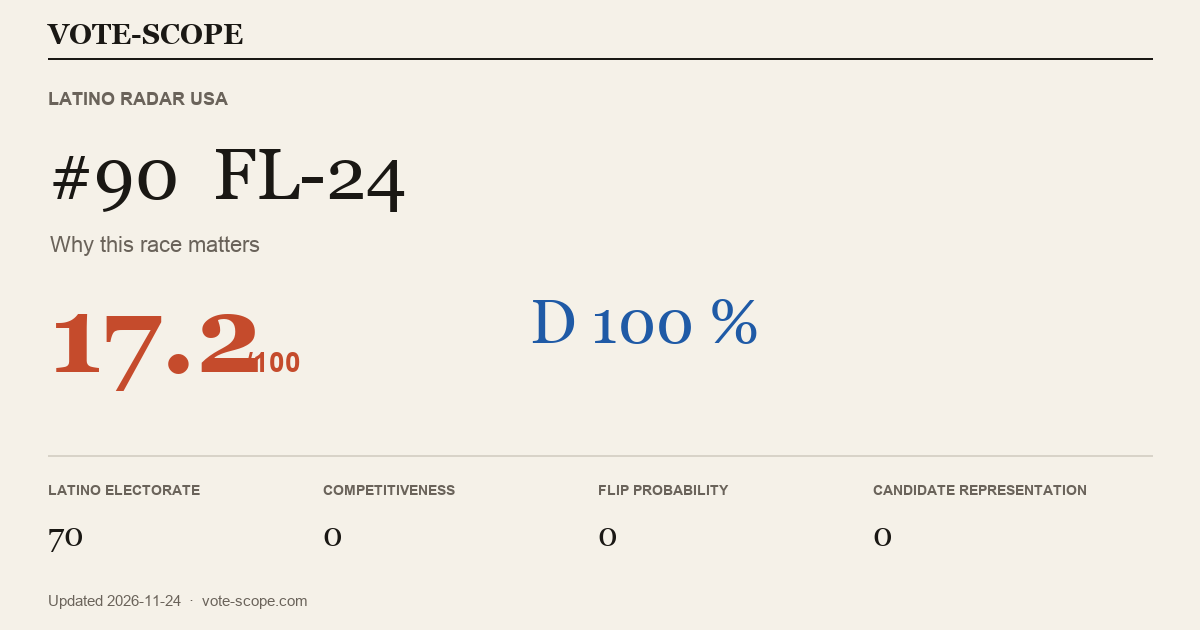 VOTE-SCOPE
LATINO RADAR USA
#90 FL-24
Why this race matters
17.2/100
D 100 %
LATINO ELECTORATE COMPETITIVENESS FLIP PROBABILITY CANDIDATE REPRESENTATION
70 0 0 0
Updated 2026-11-24 · vote-scope.com